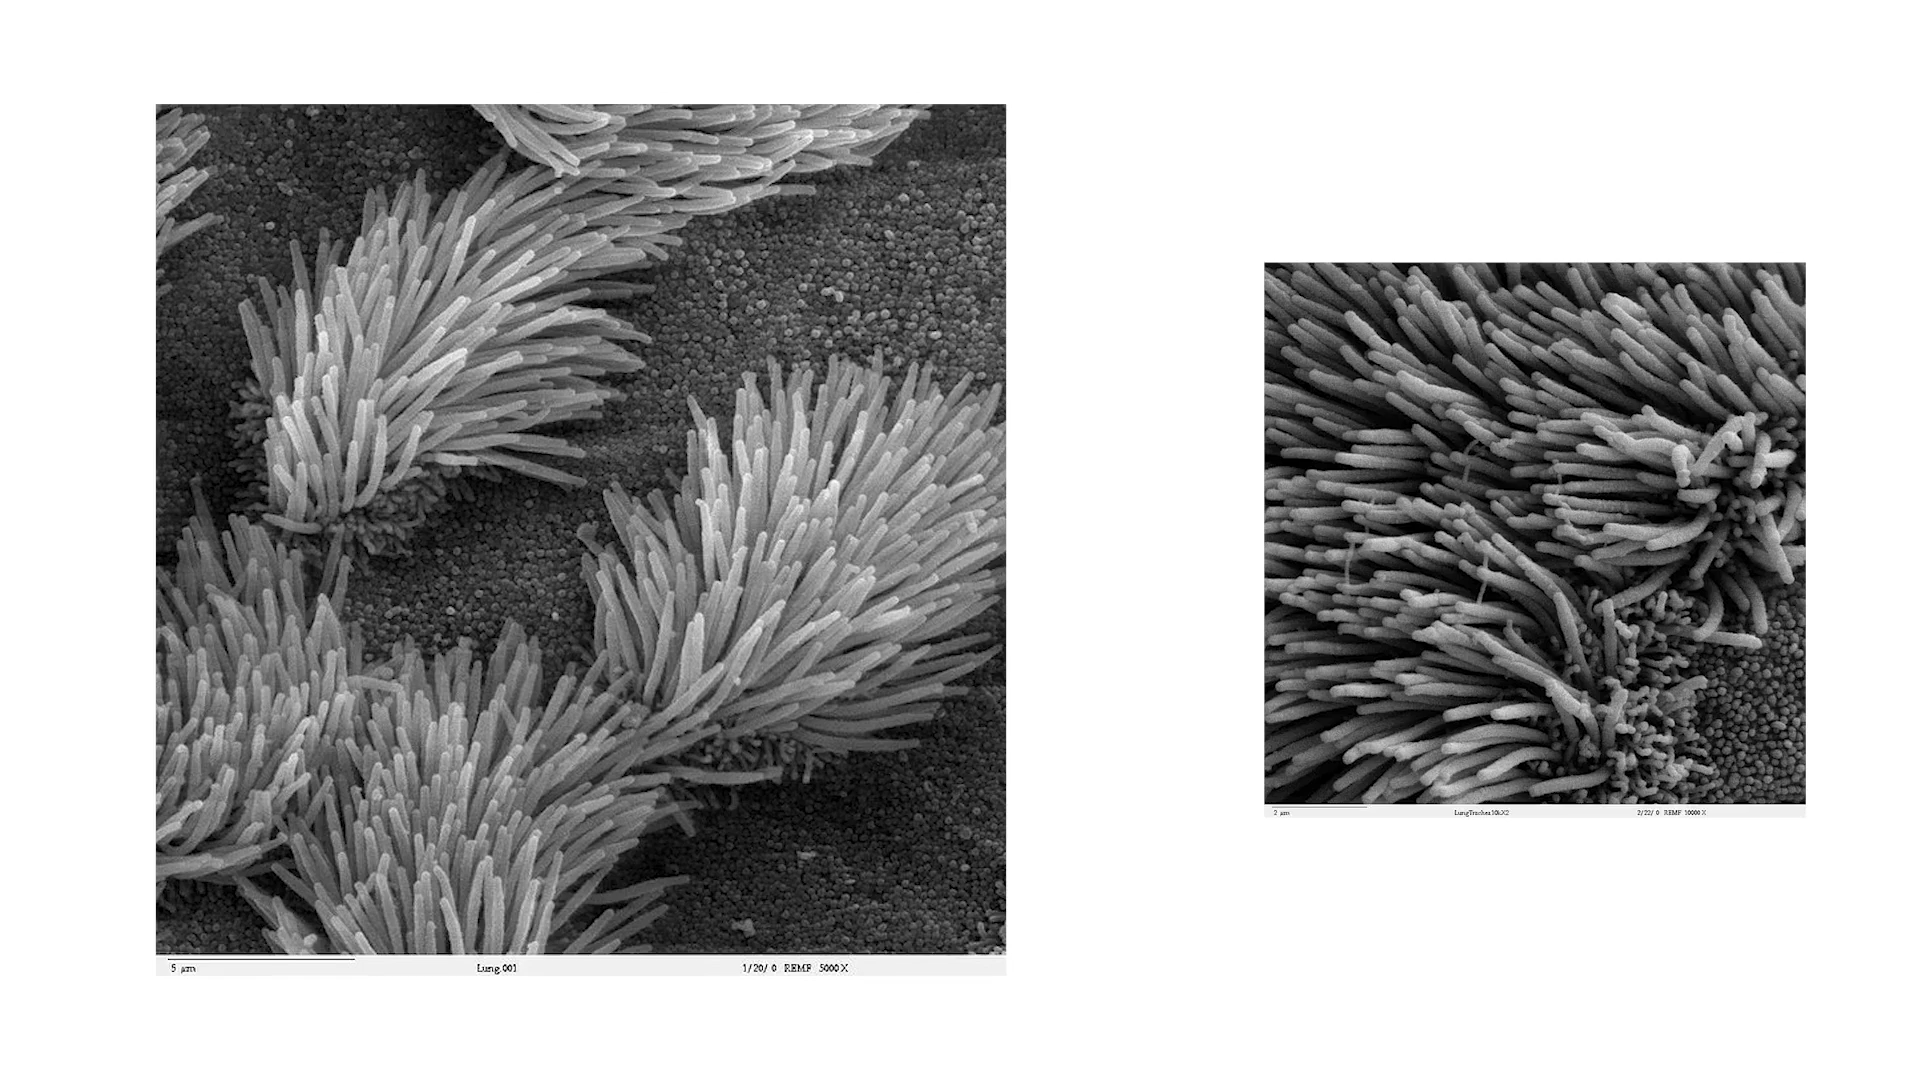 5 µm Lung.001 1/20/ 0 REMF 5000 X
2 µm LungTrachea10kX2 2/22/ 0 REMF 10000 X